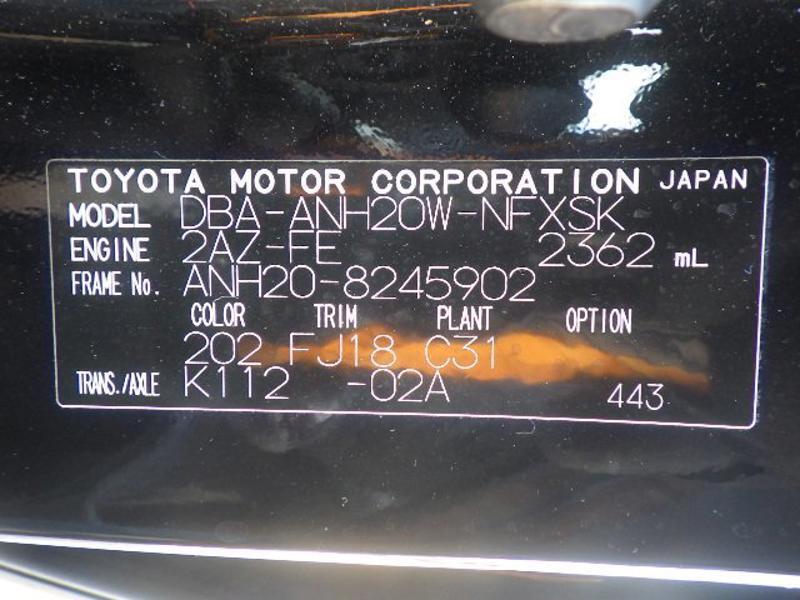 TOYOTA MOTOR CORPORATION JAPAN
MODEL DBA-ANH20W-NFXSK
ENGINE 2AZ-FE 2362 mL
FRAME No. ANH20-8245902
COLOR TRIM PLANT OPTION
202 FJ18 C31
TRANS./AXLE K112 -02A 443